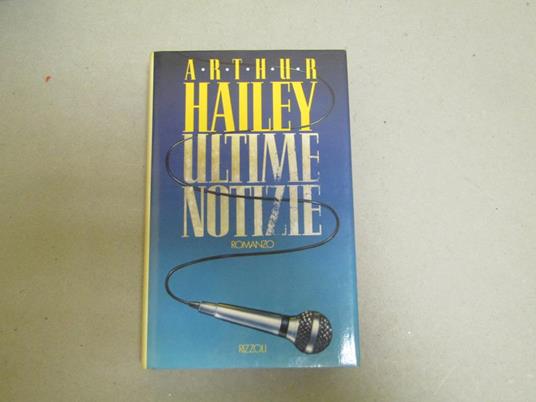 A·R·T·H·U·R
HAILEY
ULTIME
NOTIZIE
ROMANZO
RIZZOLI